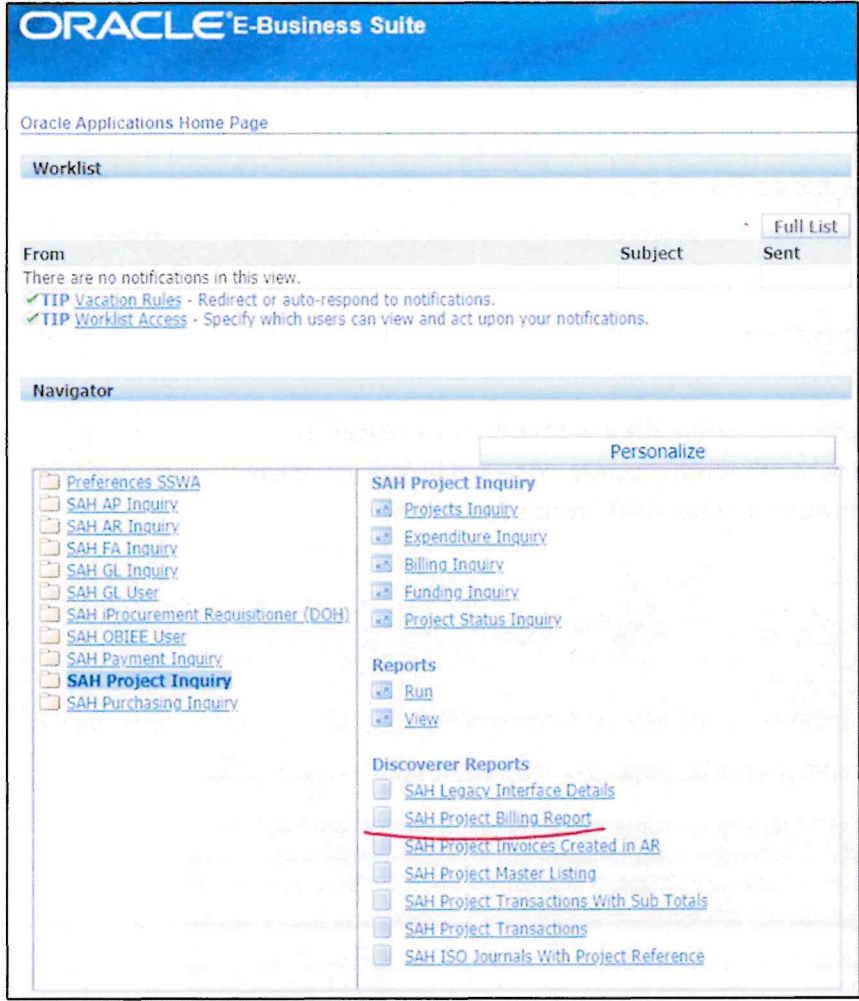 ORACLE E-Business Suite
Oracle Applications Home Page
Worklist
Full List
From Subject Sent
There are no notifications in this view.
TIP Vacation Rules - Redirect or auto-respond to notifications.
TIP Worklist Access - Specify which users can view and act upon your notifications.
Navigator
Personalize
Preferences SSWA
SAH AP Inquiry
SAH AR Inquiry
SAH FA Inquiry
SAH GL Inquiry
SAH GL User
SAH iProcurement Requisitioner (DOH)
SAH OBIEE User
SAH Payment Inquiry
SAH Project Inquiry
SAH Purchasing Inquiry
SAH Project Inquiry
Projects Inquiry
Expenditure Inquiry
Billing Inquiry
Funding Inquiry
Project Status Inquiry
Reports
Run
View
Discoverer Reports
SAH Legacy Interface Details
SAH Project Billing Report
SAH Project Invoices Created in AR
SAH Project Master Listing
SAH Project Transactions With Sub Totals
SAH Project Transactions
SAH ISO Journals With Project Reference